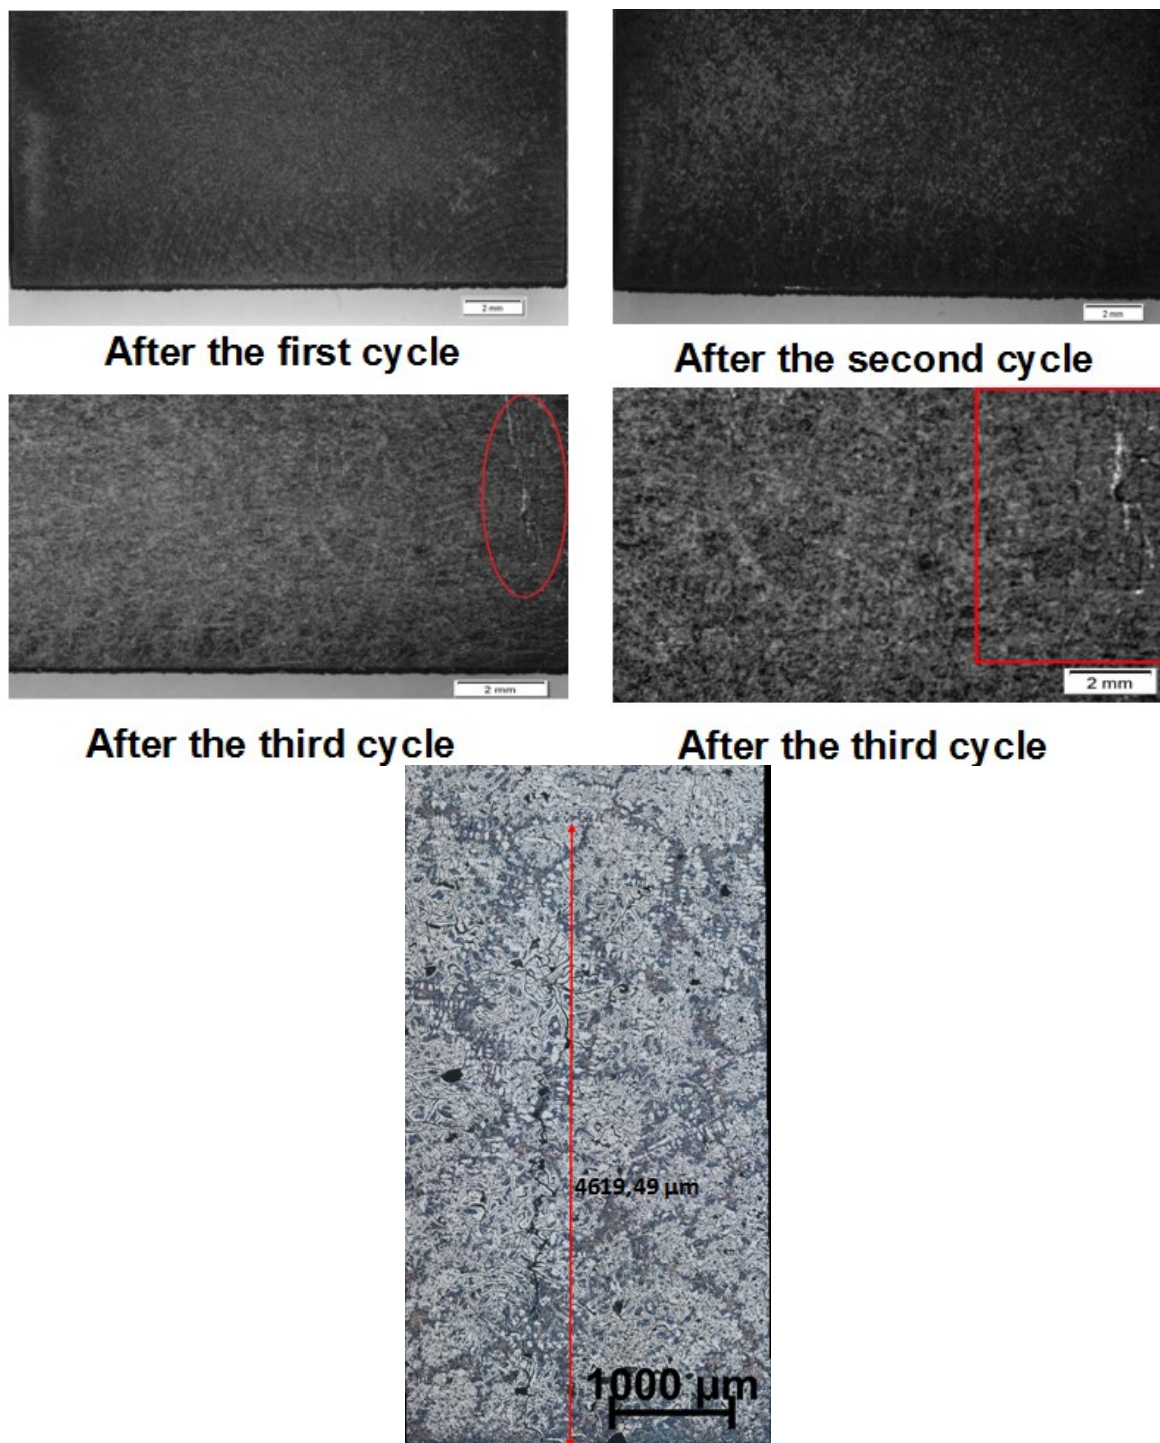 2 mm
2 mm
After the first cycle
After the second cycle
2 mm
2 mm
After the third cycle
After the third cycle
4619,49 µm
1000 µm